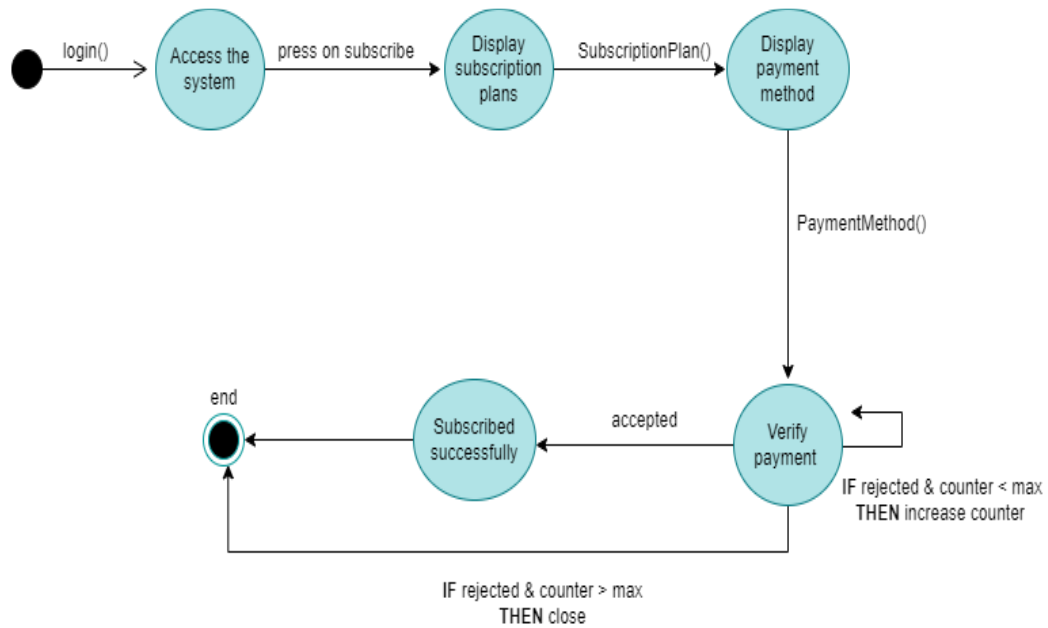 login()
Access the
system
press on subscribe
Display
subscription
plans
SubscriptionPlan()
Display
payment
method
PaymentMethod()
Verify
payment
IF rejected & counter < max
THEN increase counter
accepted
Subscribed
successfully
end
IF rejected & counter > max
THEN close